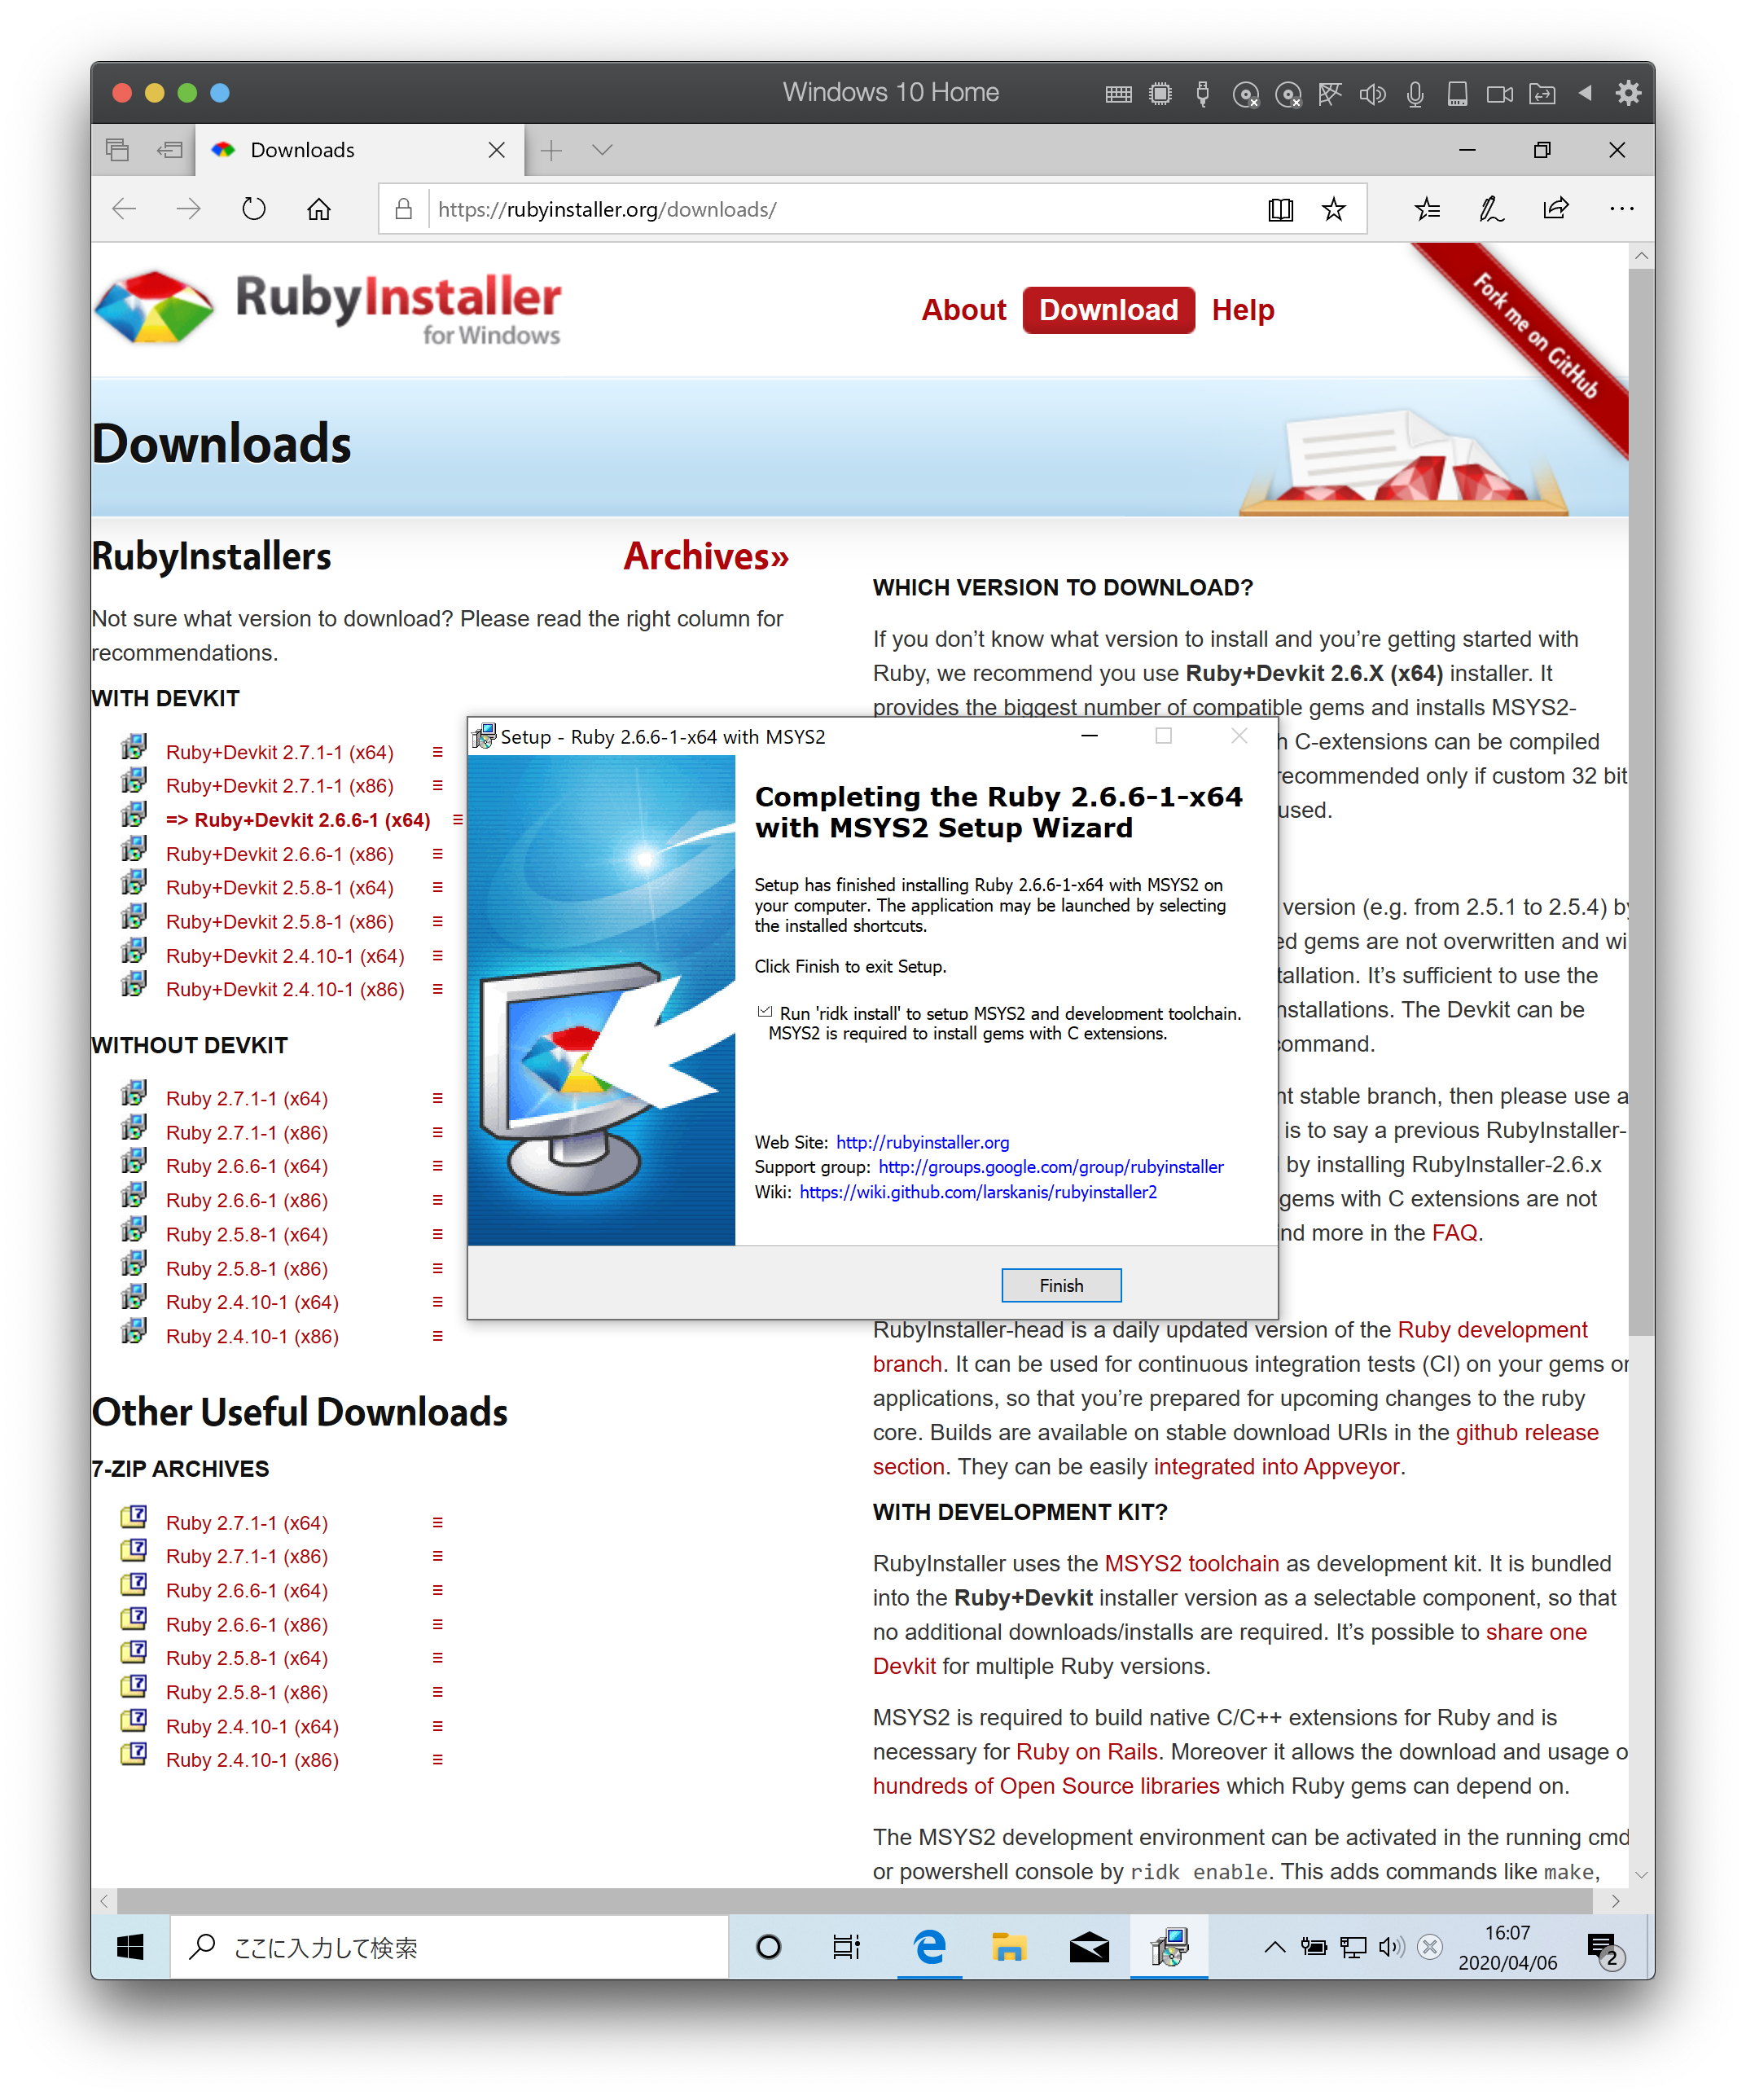 Windows 10 Home
Downloads
https://rubyinstaller.org/downloads/
RubyInstaller
for Windows
About Download Help
Fork me on GitHub
Downloads
RubyInstallers Archives»
Not sure what version to download? Please read the right column for
recommendations.
WITH DEVKIT
Ruby+Devkit 2.7.1-1 (x64)
Ruby+Devkit 2.7.1-1 (x86)
=> Ruby+Devkit 2.6.6-1 (x64)
Ruby+Devkit 2.6.6-1 (x86)
Ruby+Devkit 2.5.8-1 (x64)
Ruby+Devkit 2.5.8-1 (x86)
Ruby+Devkit 2.4.10-1 (x64)
Ruby+Devkit 2.4.10-1 (x86)
WITHOUT DEVKIT
Ruby 2.7.1-1 (x64)
Ruby 2.7.1-1 (x86)
Ruby 2.6.6-1 (x64)
Ruby 2.6.6-1 (x86)
Ruby 2.5.8-1 (x64)
Ruby 2.5.8-1 (x86)
Ruby 2.4.10-1 (x64)
Ruby 2.4.10-1 (x86)
Other Useful Downloads
7-ZIP ARCHIVES
Ruby 2.7.1-1 (x64)
Ruby 2.7.1-1 (x86)
Ruby 2.6.6-1 (x64)
Ruby 2.6.6-1 (x86)
Ruby 2.5.8-1 (x64)
Ruby 2.5.8-1 (x86)
Ruby 2.4.10-1 (x64)
Ruby 2.4.10-1 (x86)
WHICH VERSION TO DOWNLOAD?
If you don’t know what version to install and you’re getting started with
Ruby, we recommend you use Ruby+Devkit 2.6.X (x64) installer. It
provides the biggest number of compatible gems and installs MSYS2-
C-extensions can be compiled
recommended only if custom 32 bit
used.
version (e.g. from 2.5.1 to 2.5.4) by
gems are not overwritten and
It’s sufficient to use the
The Devkit can be
command.
stable branch, then please use a
is to say a previous RubyInstaller-
by installing RubyInstaller-2.6.x
gems with C extensions are not
more in the FAQ.
Setup - Ruby 2.6.6-1-x64 with MSYS2
Completing the Ruby 2.6.6-1-x64
with MSYS2 Setup Wizard
Setup has finished installing Ruby 2.6.6-1-x64 with MSYS2 on
your computer. The application may be launched by selecting
the installed shortcuts.
Click Finish to exit Setup.
Run 'ridk install' to setup MSYS2 and development toolchain.
MSYS2 is required to install gems with C extensions.
Web Site: http://rubyinstaller.org
Support group: http://groups.google.com/group/rubyinstaller
Wiki: https://wiki.github.com/larskanis/rubyinstaller2
Finish
RubyInstaller-head is a daily updated version of the Ruby development
branch. It can be used for continuous integration tests (CI) on your gems or
applications, so that you’re prepared for upcoming changes to the ruby
core. Builds are available on stable download URIs in the github release
section. They can be easily integrated into Appveyor.
WITH DEVELOPMENT KIT?
RubyInstaller uses the MSYS2 toolchain as development kit. It is bundled
into the Ruby+Devkit installer version as a selectable component, so that
no additional downloads/installs are required. It’s possible to share one
Devkit for multiple Ruby versions.
MSYS2 is required to build native C/C++ extensions for Ruby and is
necessary for Ruby on Rails. Moreover it allows the download and usage o
hundreds of Open Source libraries which Ruby gems can depend on.
The MSYS2 development environment can be activated in the running cmd
or powershell console by ridk enable. This adds commands like make,
ここに入力して検索
16:07
2020/04/06
2